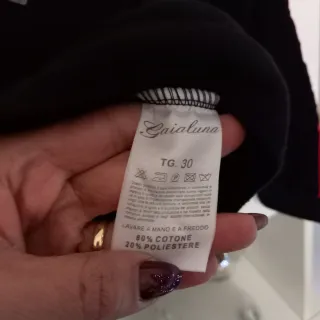 Gaialuna
TG. 30
LAVARE A MANO E A FREDDO
80% COTONE
20% POLIESTERE